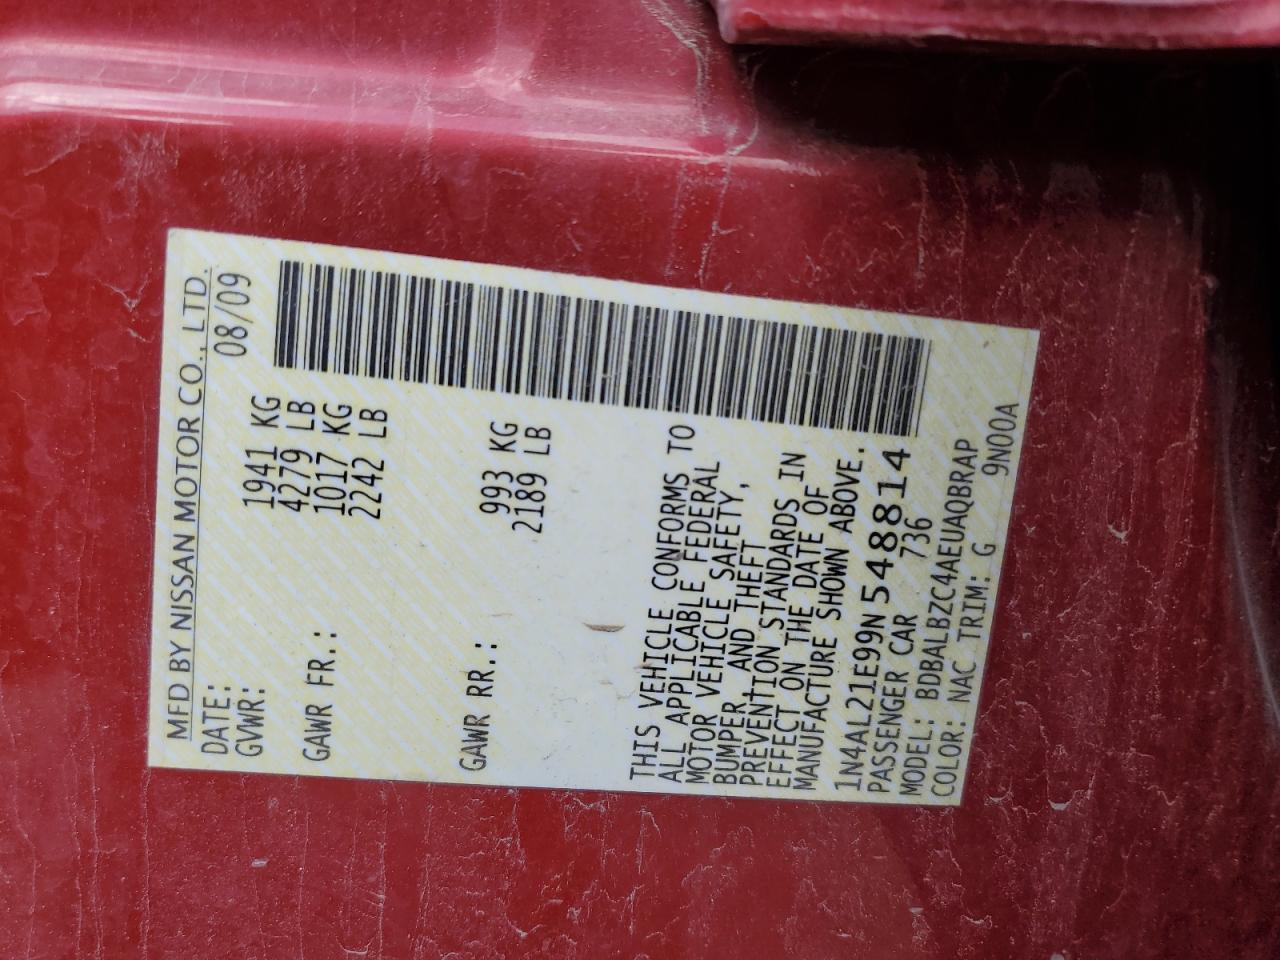 MFD BY NISSAN MOTOR CO., LTD.
DATE: 08/09
GVWR: 1941 KG
4279 LB
GAWR FR.: 1017 KG
2242 LB
GAWR RR.: 993 KG
2189 LB
THIS VEHICLE CONFORMS TO
ALL APPLICABLE FEDERAL
MOTOR VEHICLE SAFETY,
BUMPER, AND THEFT
PREVENTION STANDARDS IN
EFFECT ON THE DATE OF
MANUFACTURE SHOWN ABOVE.
1N4AL21E99N548814
PASSENGER CAR 736
MODEL: BDBALBZC4AEUAQBRAP
COLOR: NAC TRIM: G 9N00A